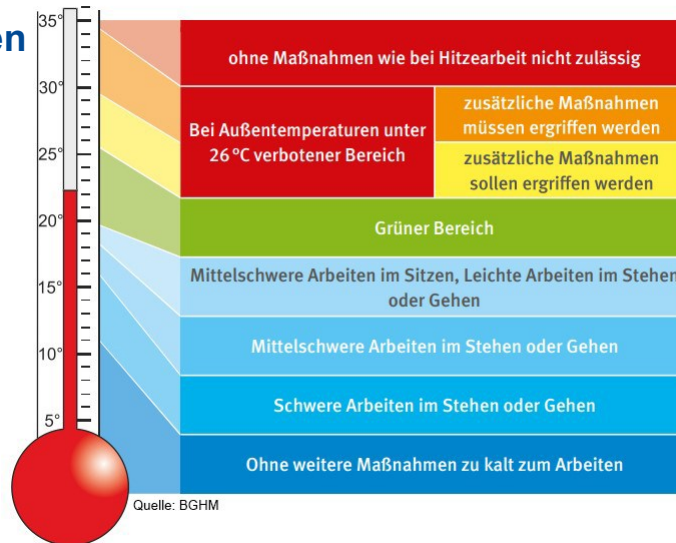 en
35°
30°
25°
20°
15°
10°
5°
ohne Maßnahmen wie bei Hitzearbeit nicht zulässig
Bei Außentemperaturen unter
26 °C verbotener Bereich
zusätzliche Maßnahmen
müssen ergriffen werden
zusätzliche Maßnahmen
sollen ergriffen werden
Grüner Bereich
Mittelschwere Arbeiten im Sitzen, Leichte Arbeiten im Stehen
oder Gehen
Mittelschwere Arbeiten im Stehen oder Gehen
Schwere Arbeiten im Stehen oder Gehen
Ohne weitere Maßnahmen zu kalt zum Arbeiten
Quelle: BGHM